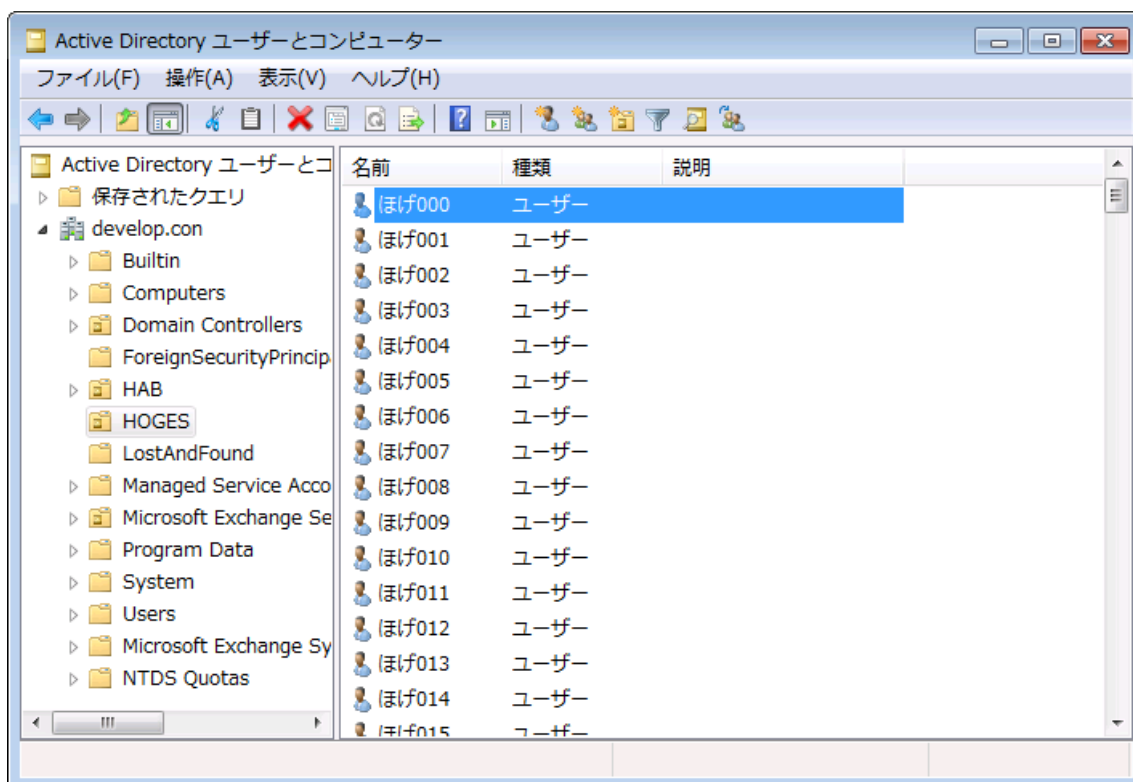 Active Directory ユーザーとコンピューター
ファイル(F) 操作(A) 表示(V) ヘルプ(H)
Active Directory ユーザーとコ
保存されたクエリ
develop.con
Builtin
Computers
Domain Controllers
ForeignSecurityPrincip
HAB
HOGES
LostAndFound
Managed Service Acco
Microsoft Exchange Se
Program Data
System
Users
Microsoft Exchange Sy
NTDS Quotas
名前 種類 説明
ほげ000 ユーザー
ほげ001 ユーザー
ほげ002 ユーザー
ほげ003 ユーザー
ほげ004 ユーザー
ほげ005 ユーザー
ほげ006 ユーザー
ほげ007 ユーザー
ほげ008 ユーザー
ほげ009 ユーザー
ほげ010 ユーザー
ほげ011 ユーザー
ほげ012 ユーザー
ほげ013 ユーザー
ほげ014 ユーザー
ほげ015 ユーザー